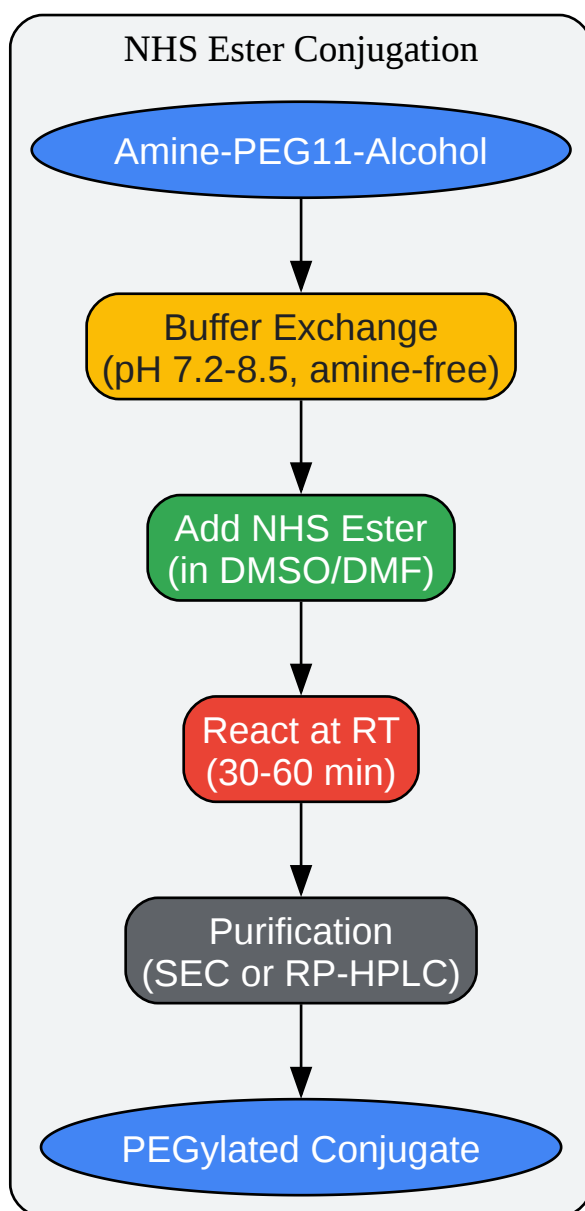 NHS Ester Conjugation
Amine-PEG11-Alcohol
Buffer Exchange
(pH 7.2-8.5, amine-free)
Add NHS Ester
(in DMSO/DMF)
React at RT
(30-60 min)
Purification
(SEC or RP-HPLC)
PEGylated Conjugate